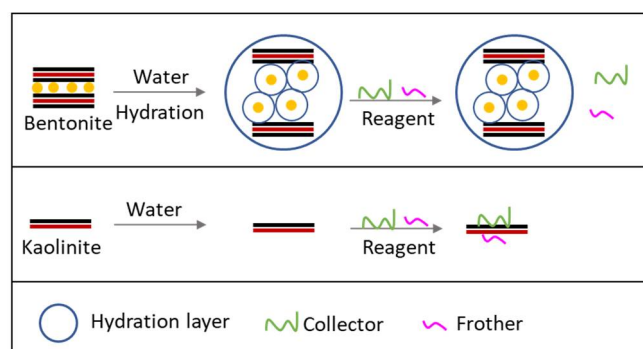 Water
Hydration
Reagent
Bentonite
Water
Reagent
Kaolinite
Hydration layer
Collector
Frother